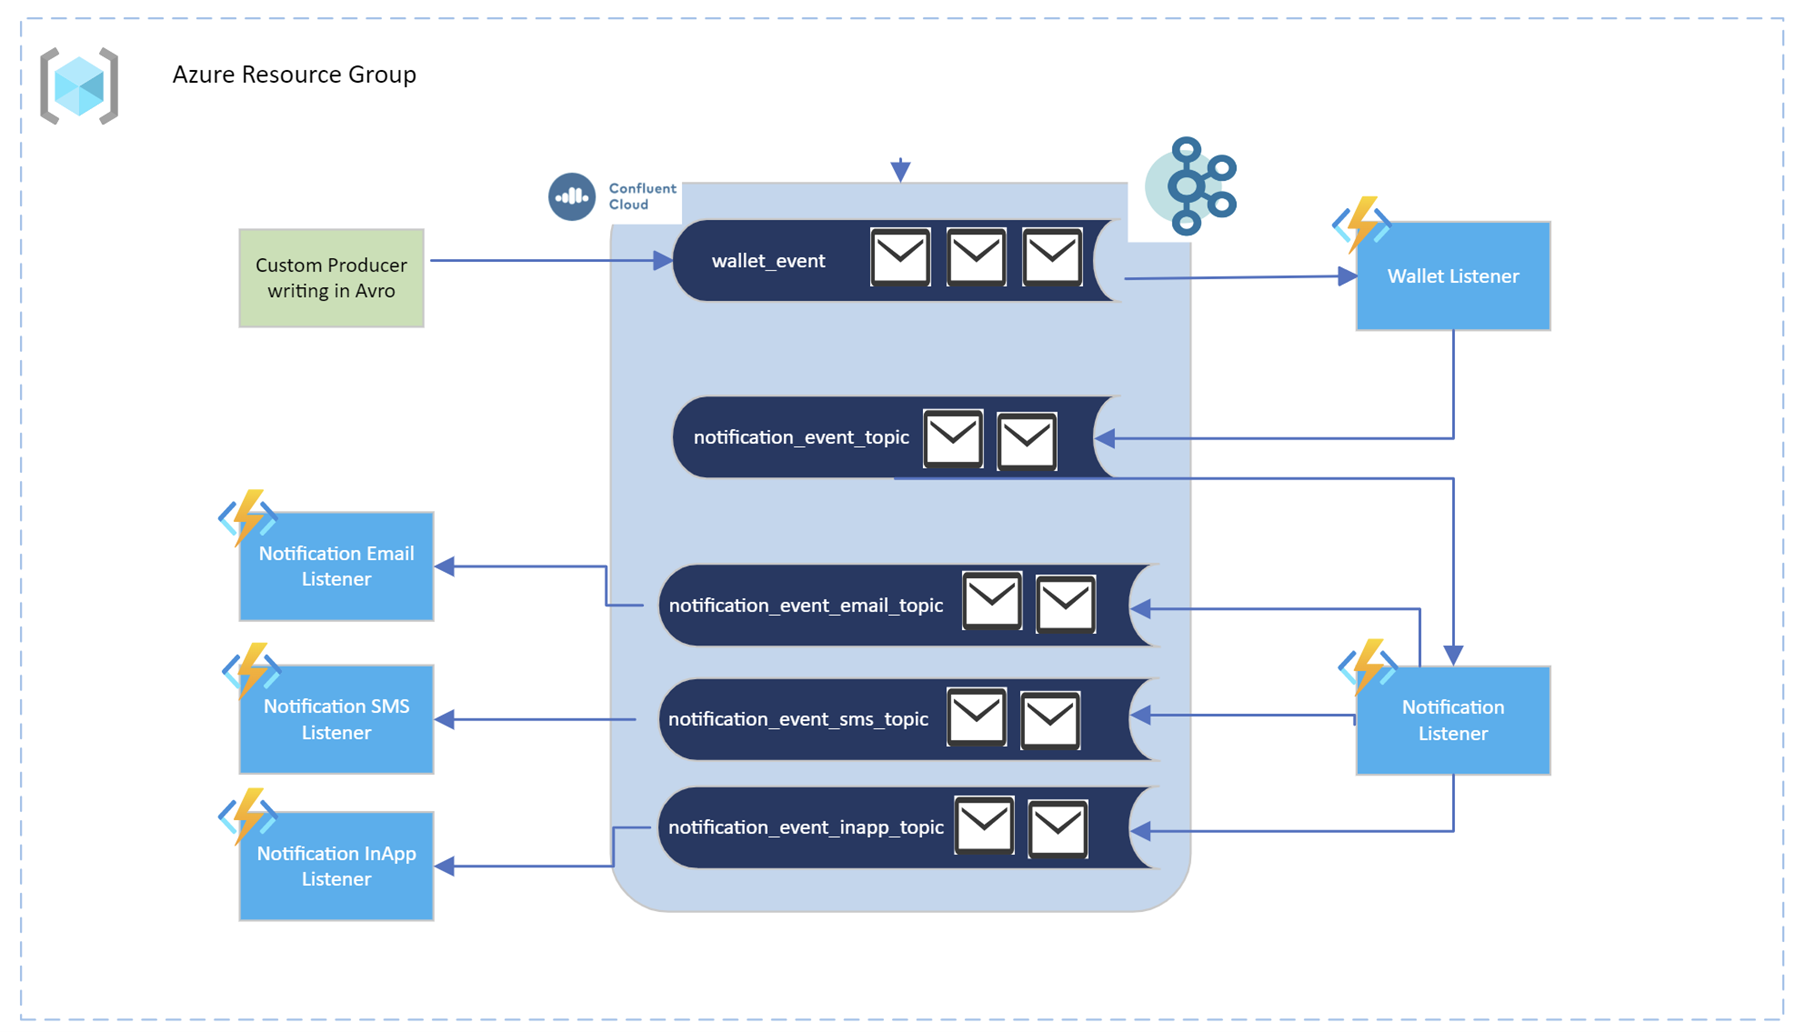 Azure Resource Group
Confluent
Cloud
Custom Producer
writing in Avro
wallet_event
Wallet Listener
notification_event_topic
Notification Email
Listener
notification_event_email_topic
Notification SMS
Listener
notification_event_sms_topic
Notification
Listener
Notification InApp
Listener
notification_event_inapp_topic